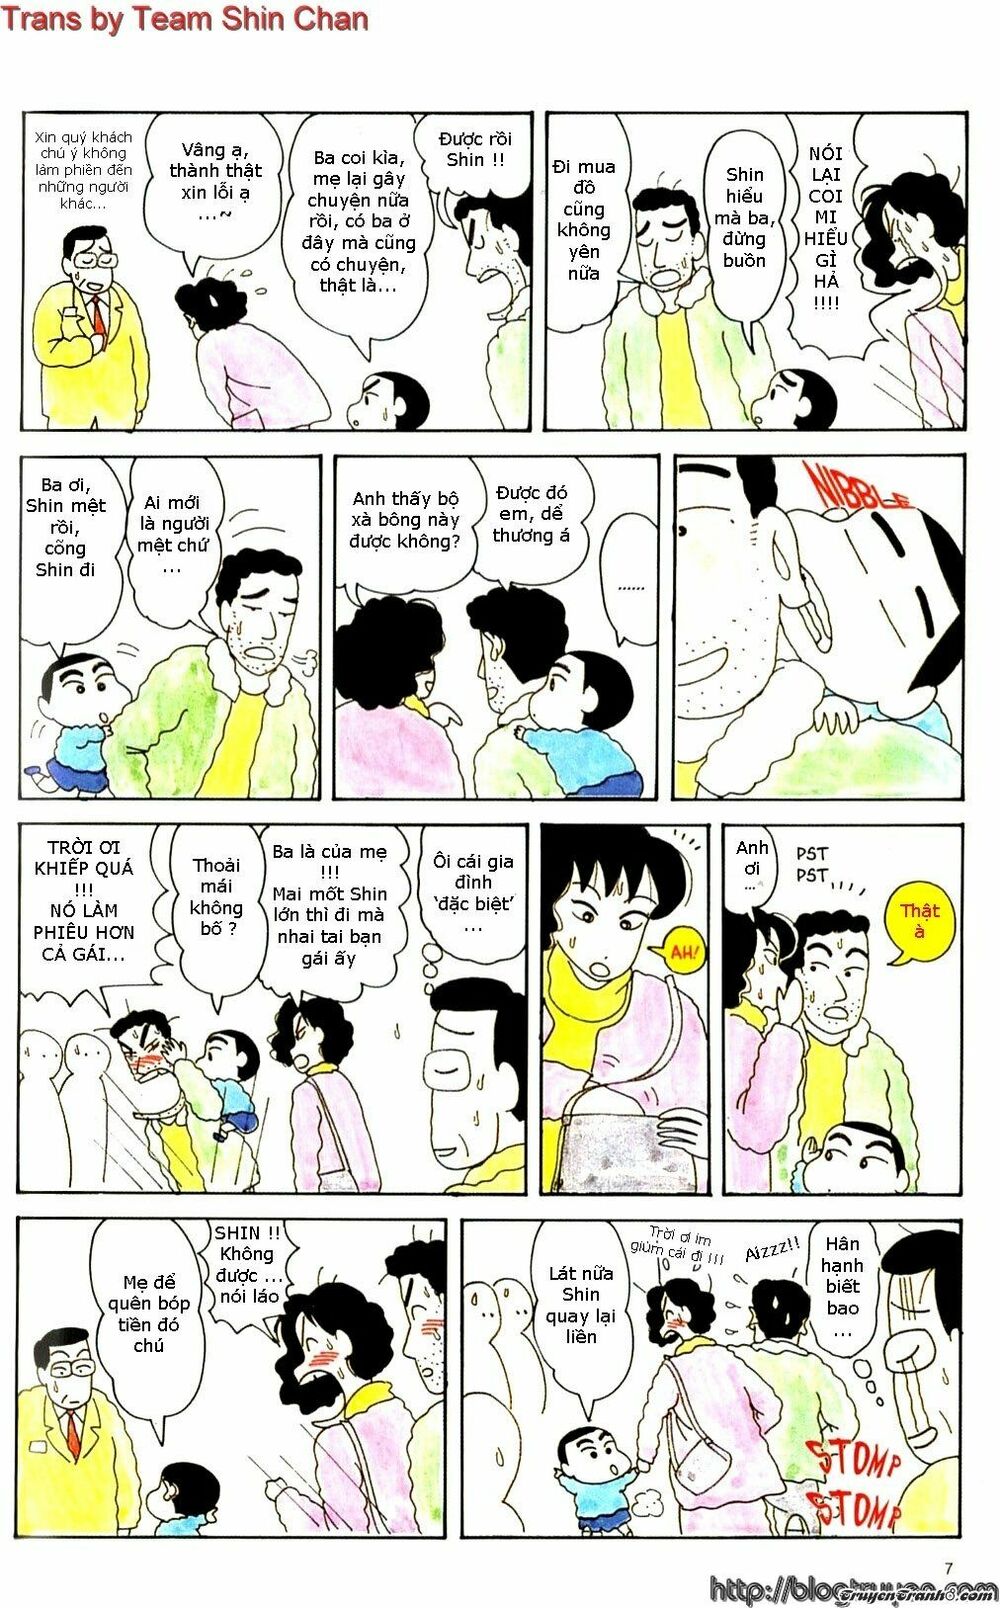 Trans by Team Shin Chan
Xin quý khách
chú ý không
làm phiền đến
những người
khác...
Vâng ạ,
thành thật
xin lỗi ạ
...~
Ba coi kìa,
mẹ lại gây
chuyện nữa
rồi, có ba ở
đây mà cũng
có chuyện,
thật là...
Được rồi
Shin !!
Đi mua
đồ
cũng
không
yên
nữa
Shin
hiểu
mà ba,
đừng
buồn
NÓI
LẠI
COI
MI
HIỂU
GÌ
HẢ
!!!!
Ba ơi,
Shin mệt
rồi,
cõng
Shin đi
Ai mới
là người
mệt chứ
...
Anh thấy bộ
xà bông này
được không?
Được đó
em, dể
thương á
......
NIBBLE
TRỜI ƠI
KHIẾP QUÁ
!!!
NÓ LÀM
PHIÊU HƠN
CẢ GÁI...
Thoải
mái
không
bố ?
Ba là của mẹ
!!!
Mai mốt Shin
lớn thì đi mà
nhai tai bạn
gái ấy
Ôi cái gia
đình
'đặc biệt'
...
AH!
Anh
ơi
...
PST
PST
Thật
à
Mẹ để
quên bóp
tiền đó
chú
SHIN !!
Không
được ...
nói láo
Lát nữa
Shin
quay lại
liền
Trời ơi im
giùm cái đi !!!
Aizzz!!
Hân
hạnh
biết
bao
...
STOMP
STOMP
7
http://blogtruyen.com
TruyenTranh8.com